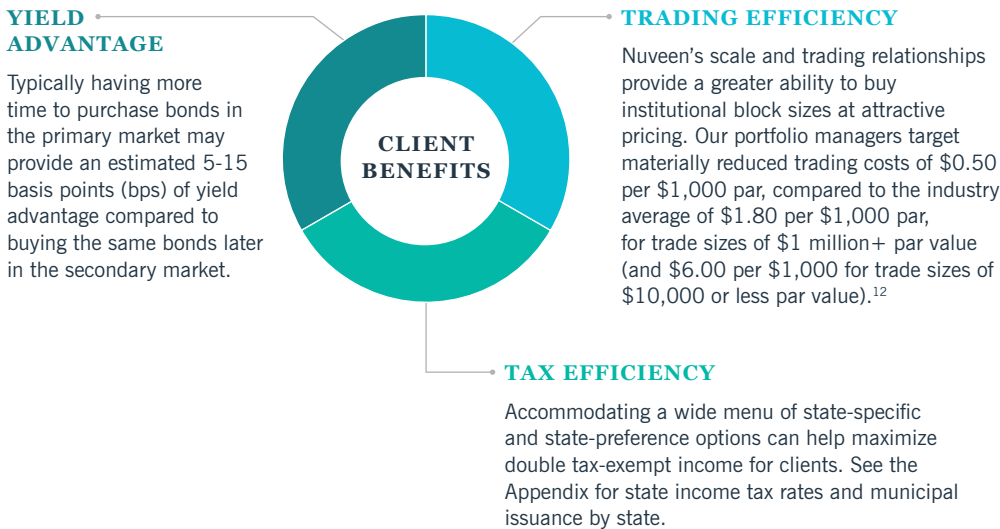 YIELD
ADVANTAGE
Typically having more
time to purchase bonds in
the primary market may
provide an estimated 5-15
basis points (bps) of yield
advantage compared to
buying the same bonds later
in the secondary market.
CLIENT
BENEFITS
TRADING EFFICIENCY
Nuveen’s scale and trading relationships
provide a greater ability to buy
institutional block sizes at attractive
pricing. Our portfolio managers target
materially reduced trading costs of $0.50
per $1,000 par, compared to the industry
average of $1.80 per $1,000 par,
for trade sizes of $1 million+ par value
(and $6.00 per $1,000 for trade sizes of
$10,000 or less par value).¹²
TAX EFFICIENCY
Accommodating a wide menu of state-specific
and state-preference options can help maximize
double tax-exempt income for clients. See the
Appendix for state income tax rates and municipal
issuance by state.